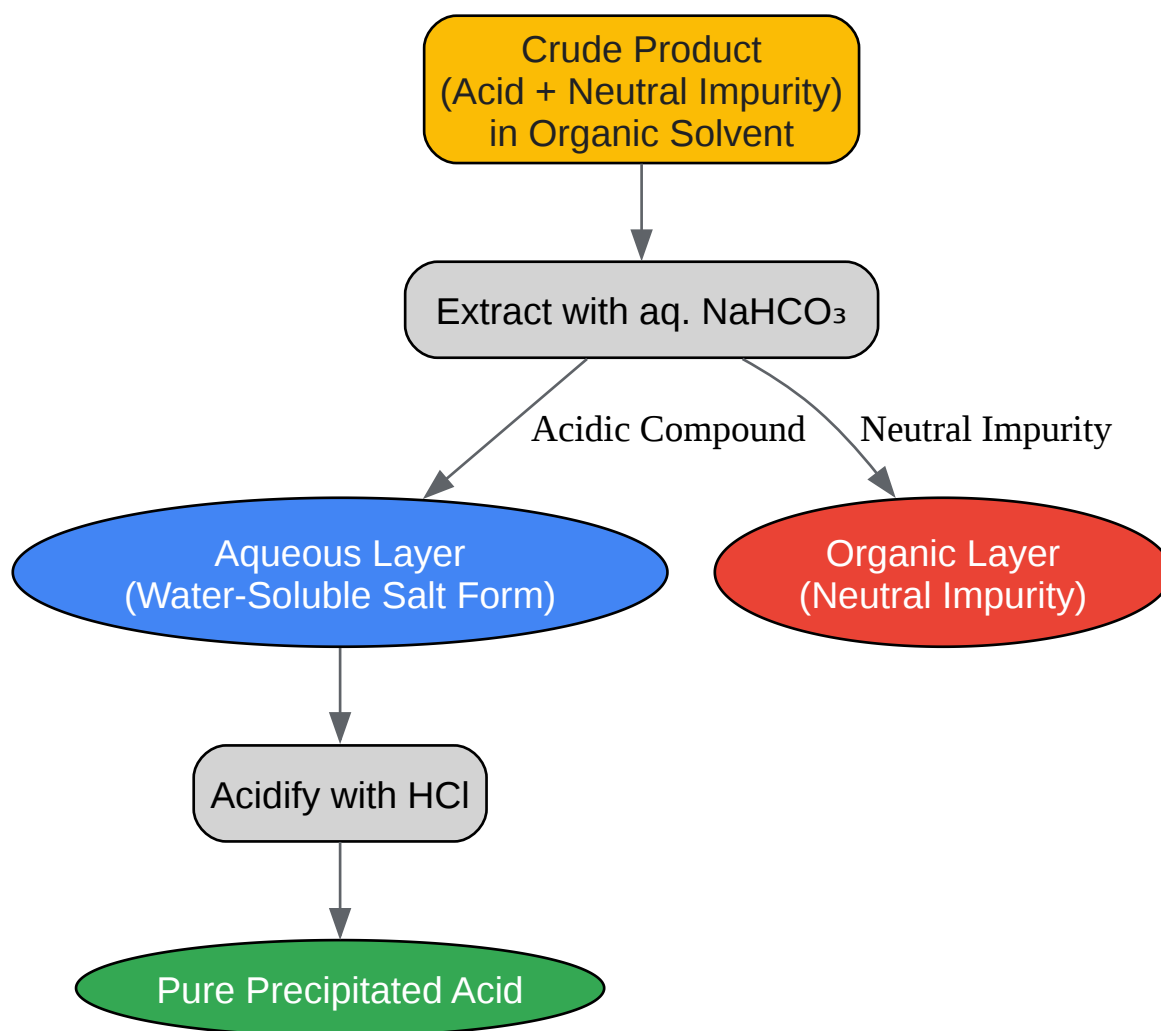 Crude Product
(Acid + Neutral Impurity)
in Organic Solvent
Extract with aq. NaHCO₃
Acidic Compound
Neutral Impurity
Aqueous Layer
(Water-Soluble Salt Form)
Organic Layer
(Neutral Impurity)
Acidify with HCl
Pure Precipitated Acid